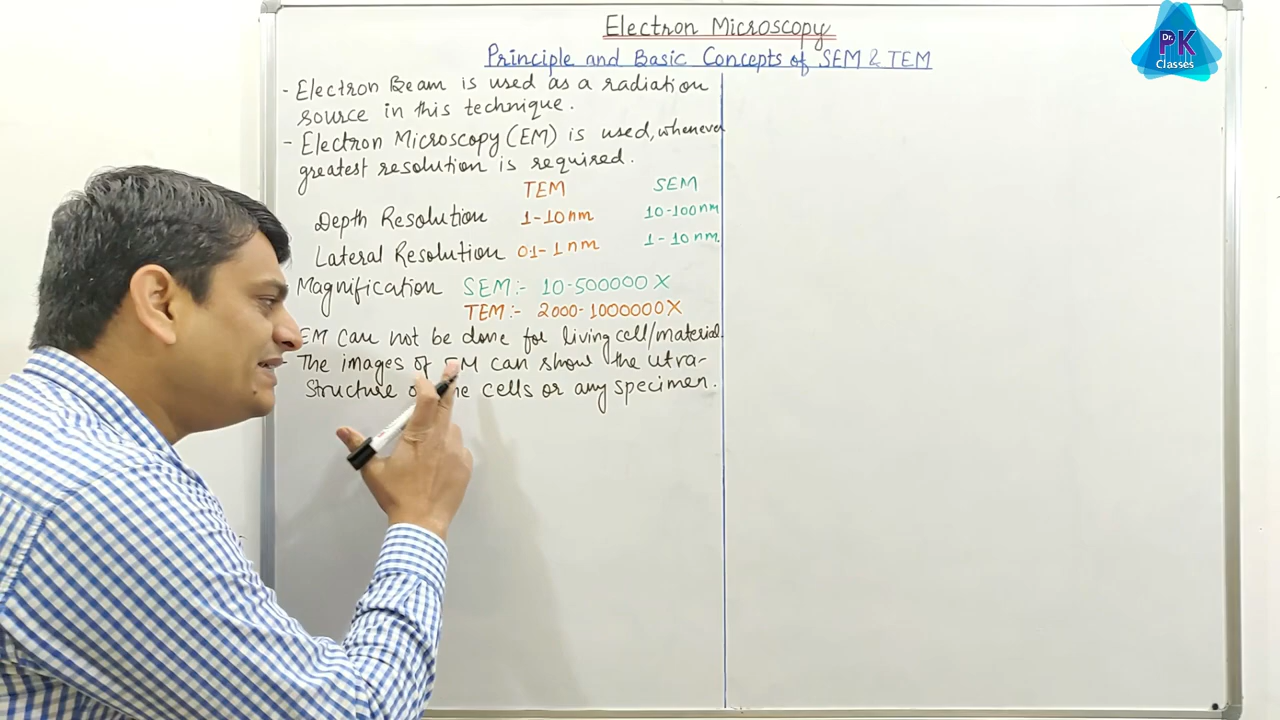 Electron Microscopy
Principle and Basic Concepts of SEM & TEM
Dr.
PK
Classes
- Electron Beam is used as a radiation
source in this technique.
- Electron Microscopy (EM) is used, whenever
greatest resolution is required.
TEM SEM
Depth Resolution 1-10 nm 10-100 nm
Lateral Resolution 0.1-1 nm 1-10 nm.
Magnification SEM:- 10-500000 X
TEM:- 2000-1000000 X
EM can not be done for living cell/material.
- The images of EM can show the utra-
structure cells or any specimen.